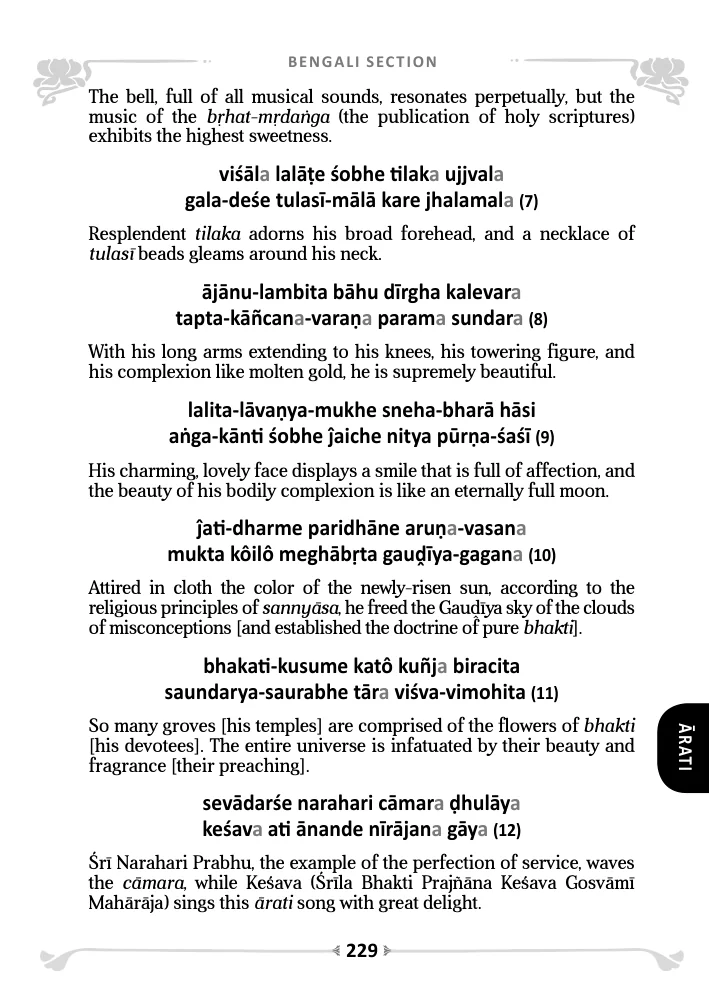 BENGALI SECTION
The bell, full of all musical sounds, resonates perpetually, but the
music of the bṛhat-mṛdaṅga (the publication of holy scriptures)
exhibits the highest sweetness.
viśāla lalāṭe śobhe tilaka ujjvala
gala-deśe tulasī-mālā kare jhalamala (7)
Resplendent tilaka adorns his broad forehead, and a necklace of
tulasī beads gleams around his neck.
ājānu-lambita bāhu dīrgha kalevara
tapta-kāñcana-varaṇa parama sundara (8)
With his long arms extending to his knees, his towering figure, and
his complexion like molten gold, he is supremely beautiful.
lalita-lāvaṇya-mukhe sneha-bharā hāsi
aṅga-kānti śobhe ĵaiche nitya pūrṇa-śaśī (9)
His charming, lovely face displays a smile that is full of affection, and
the beauty of his bodily complexion is like an eternally full moon.
ĵati-dharme paridhāne aruṇa-vasana
mukta kôilô meghābṛta gauḓīya-gagana (10)
Attired in cloth the color of the newly-risen sun, according to the
religious principles of sannyāsa, he freed the Gauḓīya sky of the clouds
of misconceptions [and established the doctrine of pure bhakti].
bhakati-kusume katô kuñja biracita
saundarya-saurabhe tāra viśva-vimohita (11)
So many groves [his temples] are comprised of the flowers of bhakti
[his devotees]. The entire universe is infatuated by their beauty and
fragrance [their preaching].
sevādarśe narahari cāmara ḍhulāya
keśava ati ānande nīrājana gāya (12)
Śrī Narahari Prabhu, the example of the perfection of service, waves
the cāmara, while Keśava (Śrīla Bhakti Prajñāna Keśava Gosvāmī
Mahārāja) sings this ārati song with great delight.
ĀRATI
229